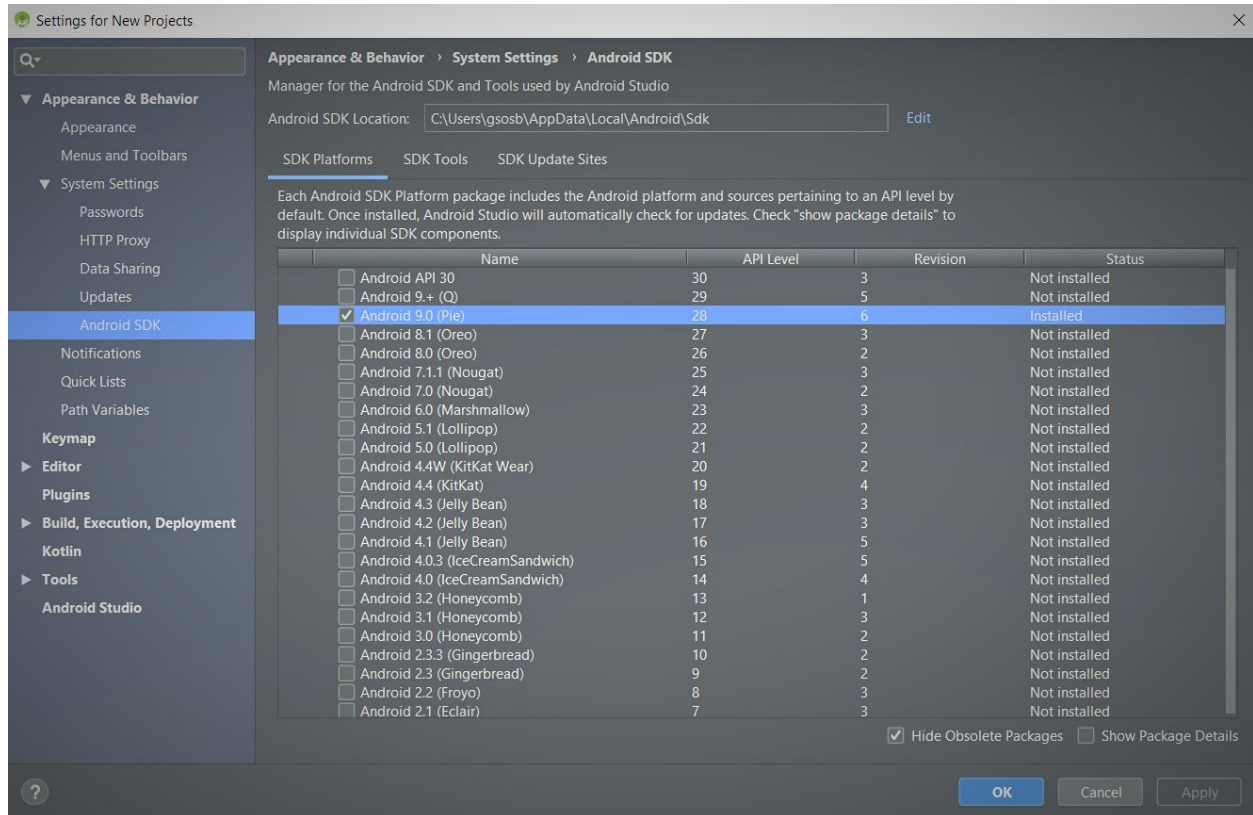 Settings for New Projects
Appearance & Behavior
Appearance
Menus and Toolbars
System Settings
Passwords
HTTP Proxy
Data Sharing
Updates
Android SDK
Notifications
Quick Lists
Path Variables
Keymap
Editor
Plugins
Build, Execution, Deployment
Kotlin
Tools
Android Studio
Appearance & Behavior › System Settings › Android SDK
Manager for the Android SDK and Tools used by Android Studio
Android SDK Location: C:\Users\gsosb\AppData\Local\Android\Sdk Edit
SDK Platforms SDK Tools SDK Update Sites
Each Android SDK Platform package includes the Android platform and sources pertaining to an API level by
default. Once installed, Android Studio will automatically check for updates. Check "show package details" to
display individual SDK components.
Name API Level Revision Status
Android API 30 30 3 Not installed
Android 9.+ (Q) 29 5 Not installed
Android 9.0 (Pie) 28 6 Installed
Android 8.1 (Oreo) 27 3 Not installed
Android 8.0 (Oreo) 26 2 Not installed
Android 7.1.1 (Nougat) 25 3 Not installed
Android 7.0 (Nougat) 24 2 Not installed
Android 6.0 (Marshmallow) 23 3 Not installed
Android 5.1 (Lollipop) 22 2 Not installed
Android 5.0 (Lollipop) 21 2 Not installed
Android 4.4W (KitKat Wear) 20 2 Not installed
Android 4.4 (KitKat) 19 4 Not installed
Android 4.3 (Jelly Bean) 18 3 Not installed
Android 4.2 (Jelly Bean) 17 3 Not installed
Android 4.1 (Jelly Bean) 16 5 Not installed
Android 4.0.3 (IceCreamSandwich) 15 5 Not installed
Android 4.0 (IceCreamSandwich) 14 4 Not installed
Android 3.2 (Honeycomb) 13 1 Not installed
Android 3.1 (Honeycomb) 12 3 Not installed
Android 3.0 (Honeycomb) 11 2 Not installed
Android 2.3.3 (Gingerbread) 10 2 Not installed
Android 2.3 (Gingerbread) 9 2 Not installed
Android 2.2 (Froyo) 8 3 Not installed
Android 2.1 (Eclair) 7 3 Not installed
Hide Obsolete Packages Show Package Details
? OK Cancel Apply